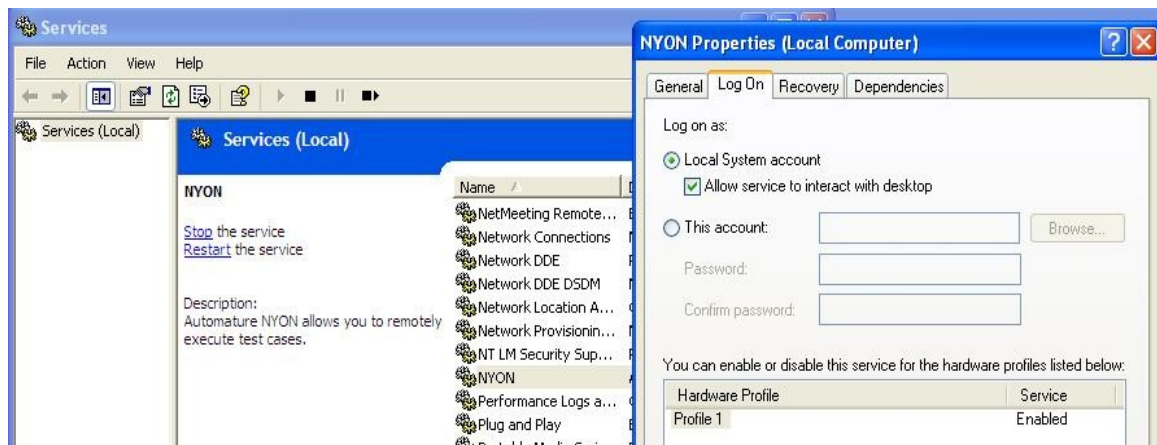 Services
File Action View Help
Services (Local)
Services (Local)
NYON
Stop the service
Restart the service
Description:
Automature NYON allows you to remotely
execute test cases.
Name
NetMeeting Remote...
Network Connections
Network DDE
Network DDE DSDM
Network Location A...
Network Provisionin...
NT LM Security Sup...
NYON
Performance Logs a...
Plug and Play
NYON Properties (Local Computer)
General Log On Recovery Dependencies
Log on as:
Local System account
Allow service to interact with desktop
This account:
Browse...
Password:
Confirm password:
You can enable or disable this service for the hardware profiles listed below:
Hardware Profile Service
Profile 1 Enabled